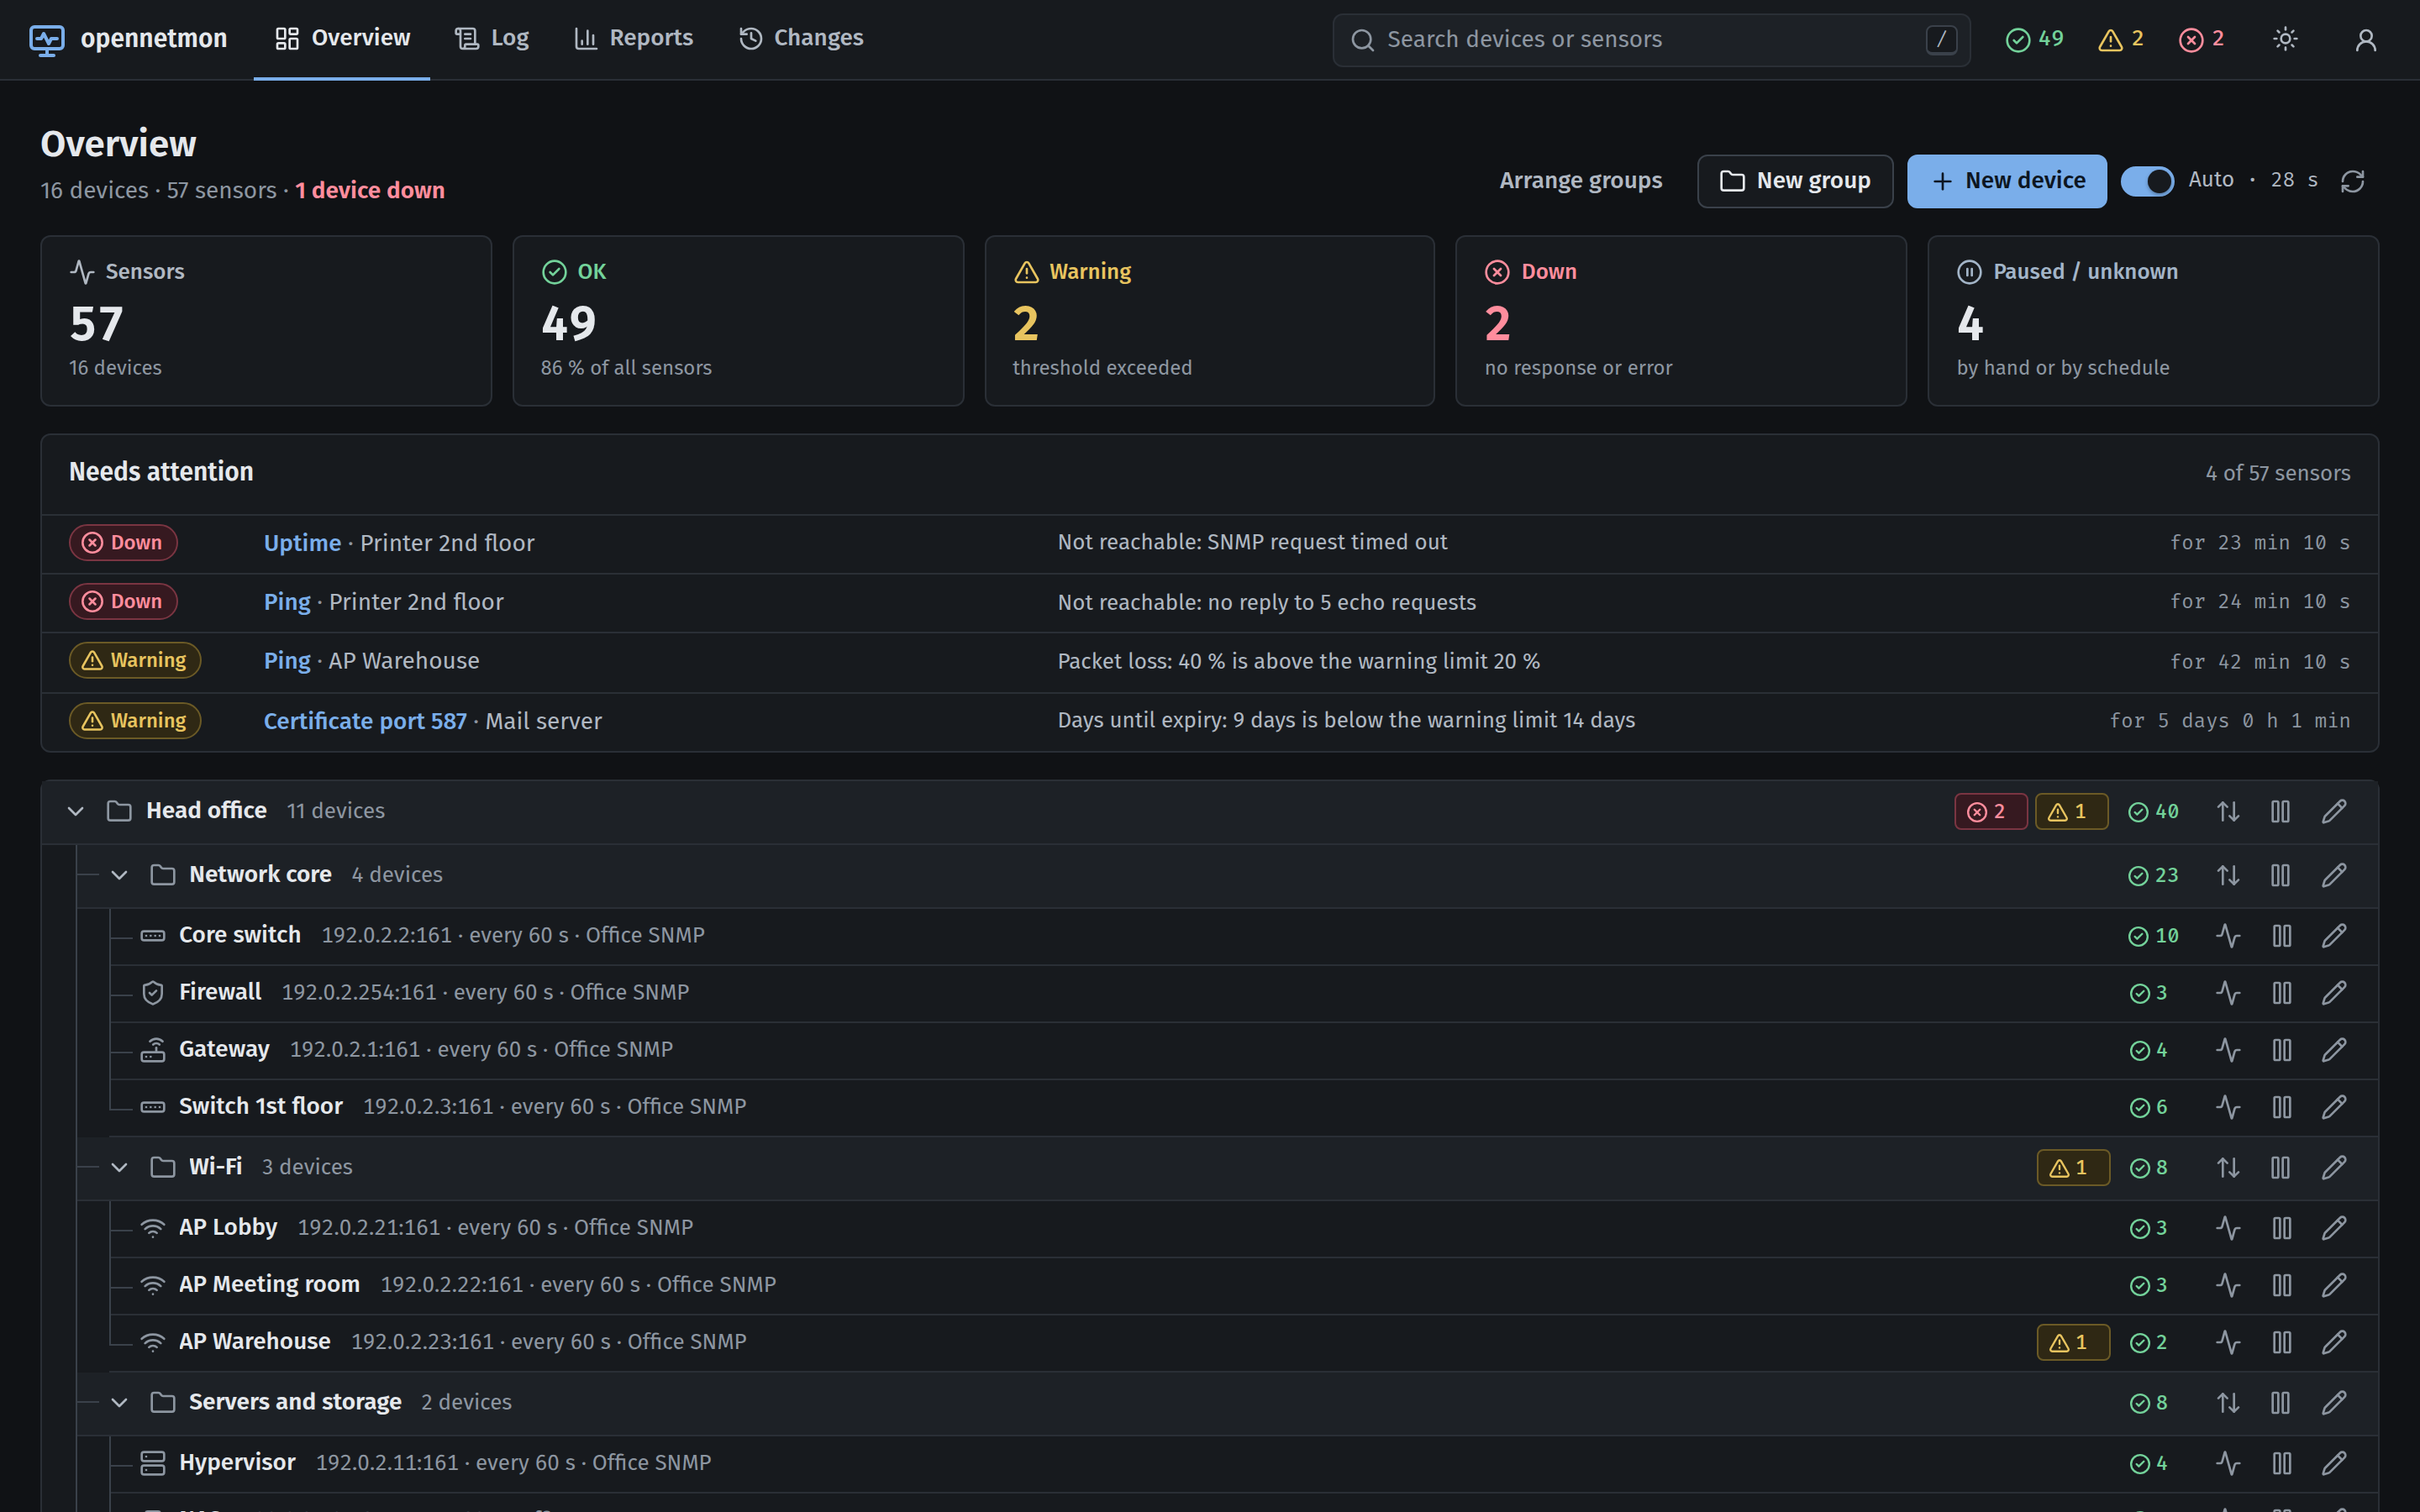 opennetmon Overview Log Reports Changes Search devices or sensors / 49 2 2
Overview
16 devices · 57 sensors · 1 device down
Arrange groups New group New device Auto · 28 s
Sensors
57
16 devices
OK
49
86 % of all sensors
Warning
2
threshold exceeded
Down
2
no response or error
Paused / unknown
4
by hand or by schedule
Needs attention 4 of 57 sensors
Down Uptime · Printer 2nd floor Not reachable: SNMP request timed out for 23 min 10 s
Down Ping · Printer 2nd floor Not reachable: no reply to 5 echo requests for 24 min 10 s
Warning Ping · AP Warehouse Packet loss: 40 % is above the warning limit 20 % for 42 min 10 s
Warning Certificate port 587 · Mail server Days until expiry: 9 days is below the warning limit 14 days for 5 days 0 h 1 min
Head office 11 devices 2 1 40
Network core 4 devices 23
Core switch 192.0.2.2:161 · every 60 s · Office SNMP 10
Firewall 192.0.2.254:161 · every 60 s · Office SNMP 3
Gateway 192.0.2.1:161 · every 60 s · Office SNMP 4
Switch 1st floor 192.0.2.3:161 · every 60 s · Office SNMP 6
Wi-Fi 3 devices 1 8
AP Lobby 192.0.2.21:161 · every 60 s · Office SNMP 3
AP Meeting room 192.0.2.22:161 · every 60 s · Office SNMP 3
AP Warehouse 192.0.2.23:161 · every 60 s · Office SNMP 1 2
Servers and storage 2 devices 8
Hypervisor 192.0.2.11:161 · every 60 s · Office SNMP 4